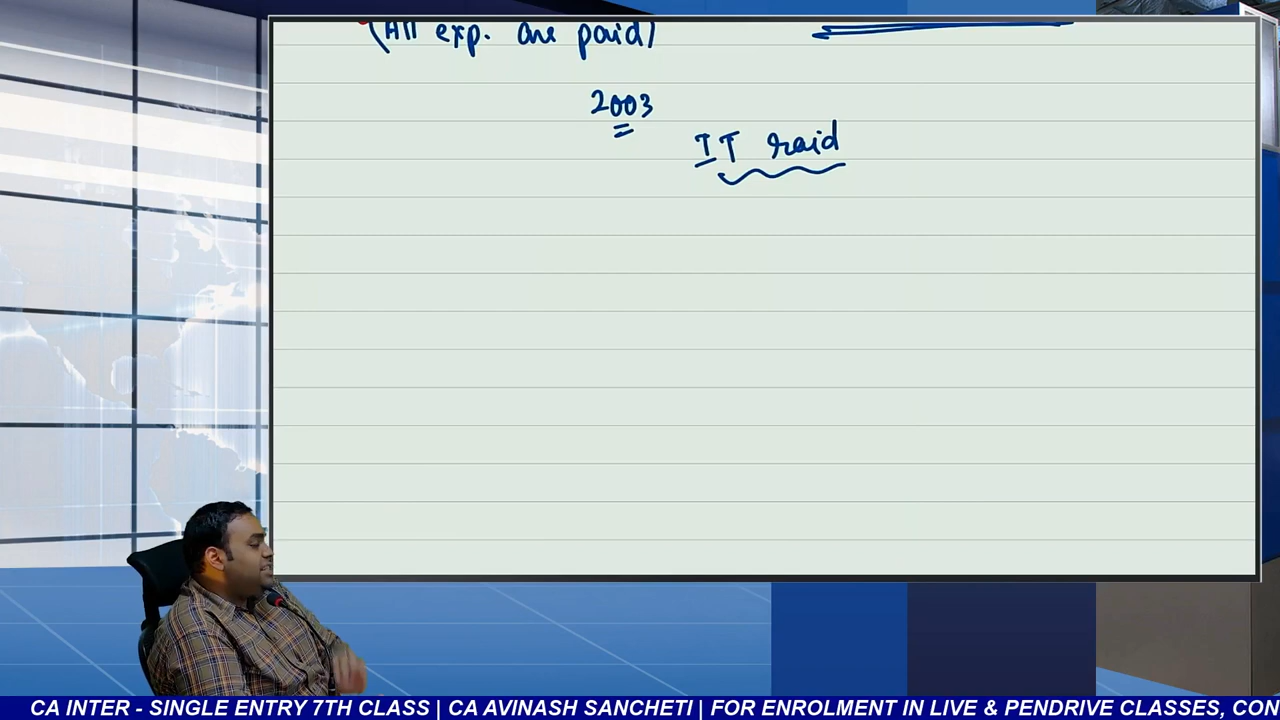 (All exp. are paid)
2003
IT raid
CA INTER - SINGLE ENTRY 7TH CLASS | CA AVINASH SANCHETI | FOR ENROLMENT IN LIVE & PENDRIVE CLASSES, CON